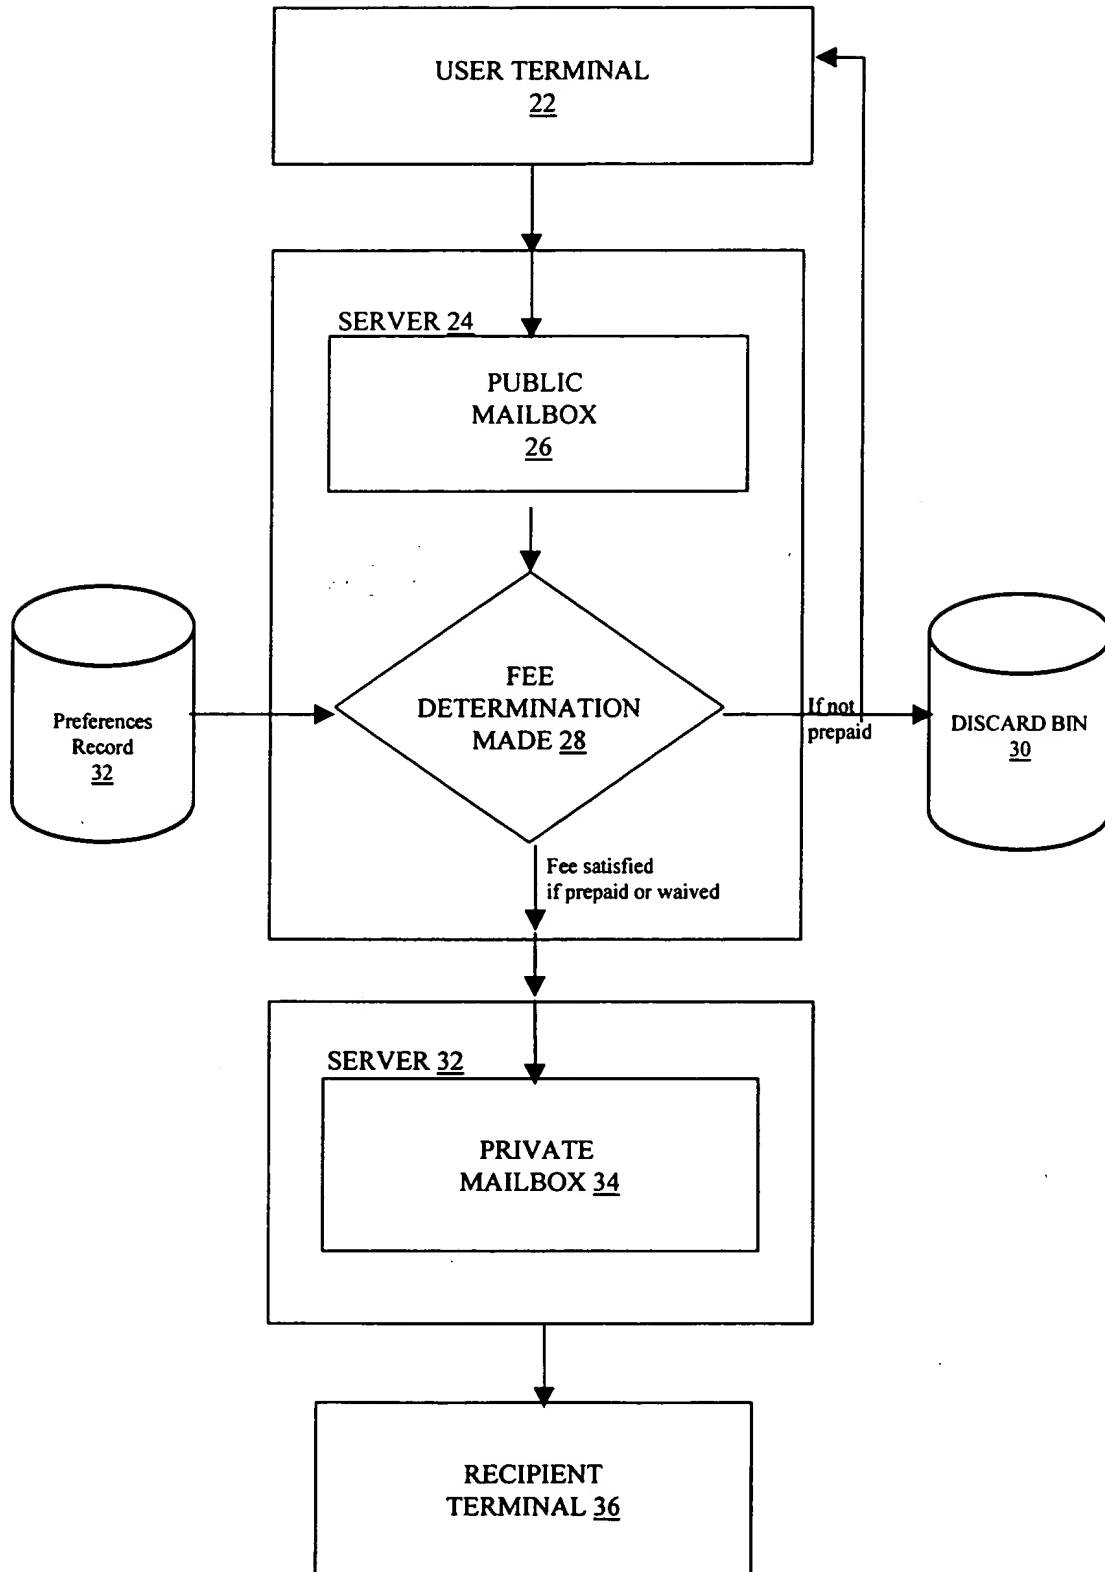 USER TERMINAL
22
SERVER 24
PUBLIC
MAILBOX
26
FEE
DETERMINATION
MADE 28
Preferences
Record
32
If not
prepaid
DISCARD BIN
30
Fee satisfied
if prepaid or waived
SERVER 32
PRIVATE
MAILBOX 34
RECIPIENT
TERMINAL 36